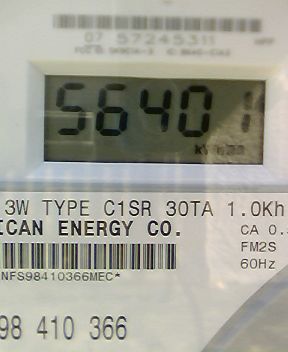 07 57245311
56401
3W TYPE C1SR 30TA 1.0Kh
ICAN ENERGY CO.
CA 0.
FM2S
60Hz
NFS98410366MEC*
98 410 366